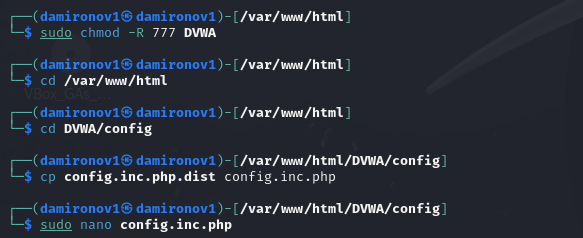 ┌──(damironov1㉿damironov1)-[/var/www/html]
└─$ sudo chmod -R 777 DVWA
┌──(damironov1㉿damironov1)-[/var/www/html]
└─$ cd /var/www/html
VBox_GAs_...
┌──(damironov1㉿damironov1)-[/var/www/html]
└─$ cd DVWA/config
┌──(damironov1㉿damironov1)-[/var/www/html/DVWA/config]
└─$ cp config.inc.php.dist config.inc.php
┌──(damironov1㉿damironov1)-[/var/www/html/DVWA/config]
└─$ sudo nano config.inc.php